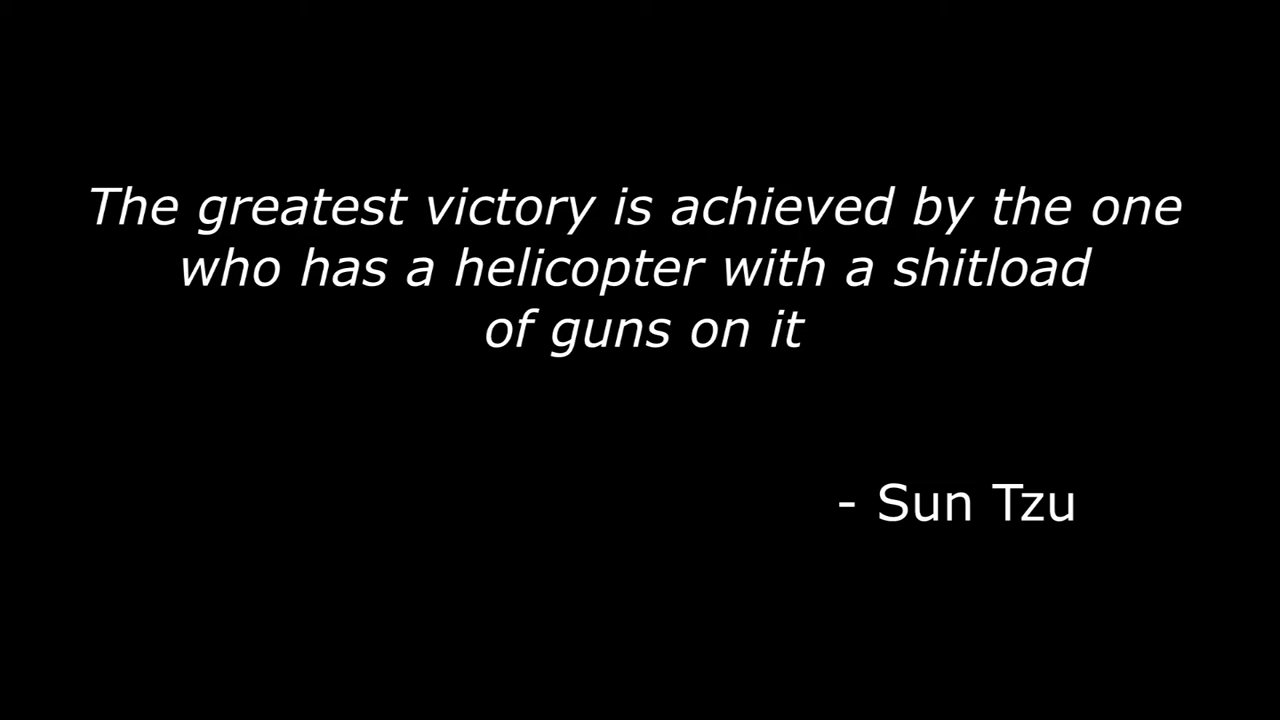 The greatest victory is achieved by the one
who has a helicopter with a shitload
of guns on it
- Sun Tzu